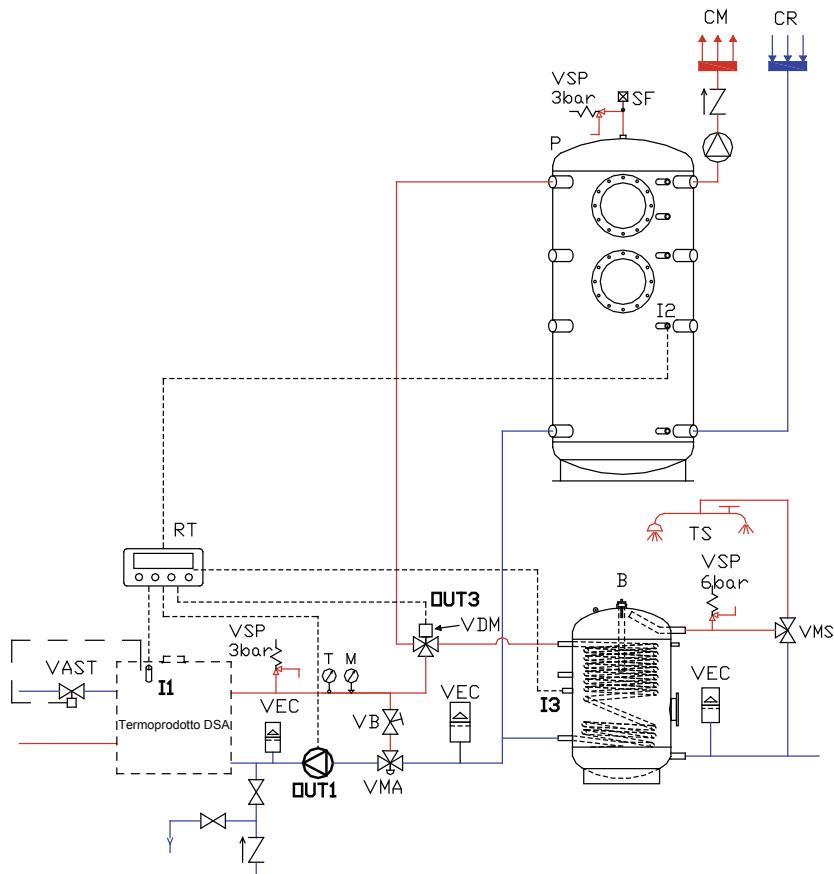 CM
CR
VSP
3bar
SF
P
I2
RT
TS
VSP
6bar
B
OUT3
VDM
VMS
VSP
3bar
T
M
VAST
I1
VEC
VEC
I3
VEC
Termoprodotto DSA
VB
OUT1
VMA